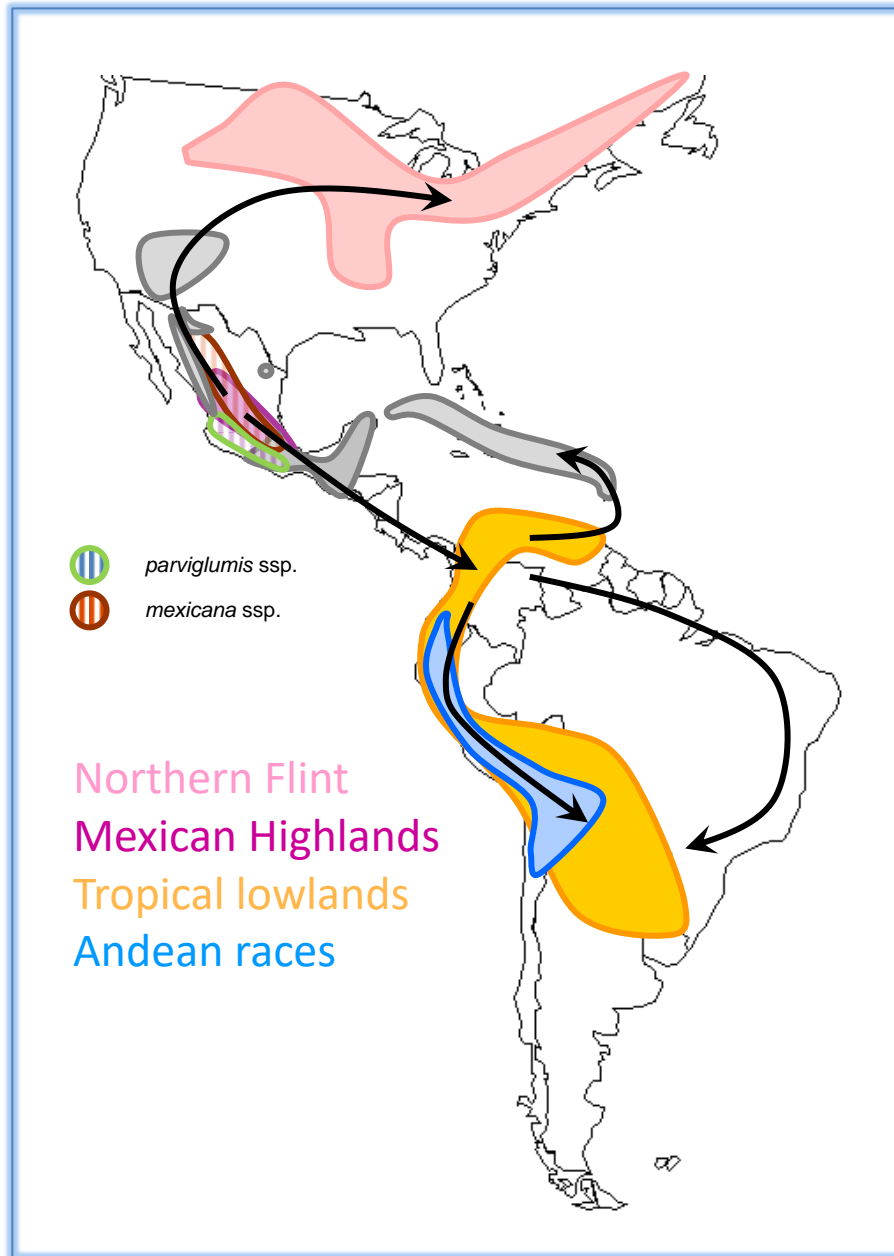 parviglumis ssp.
mexicana ssp.
Northern Flint
Mexican Highlands
Tropical lowlands
Andean races